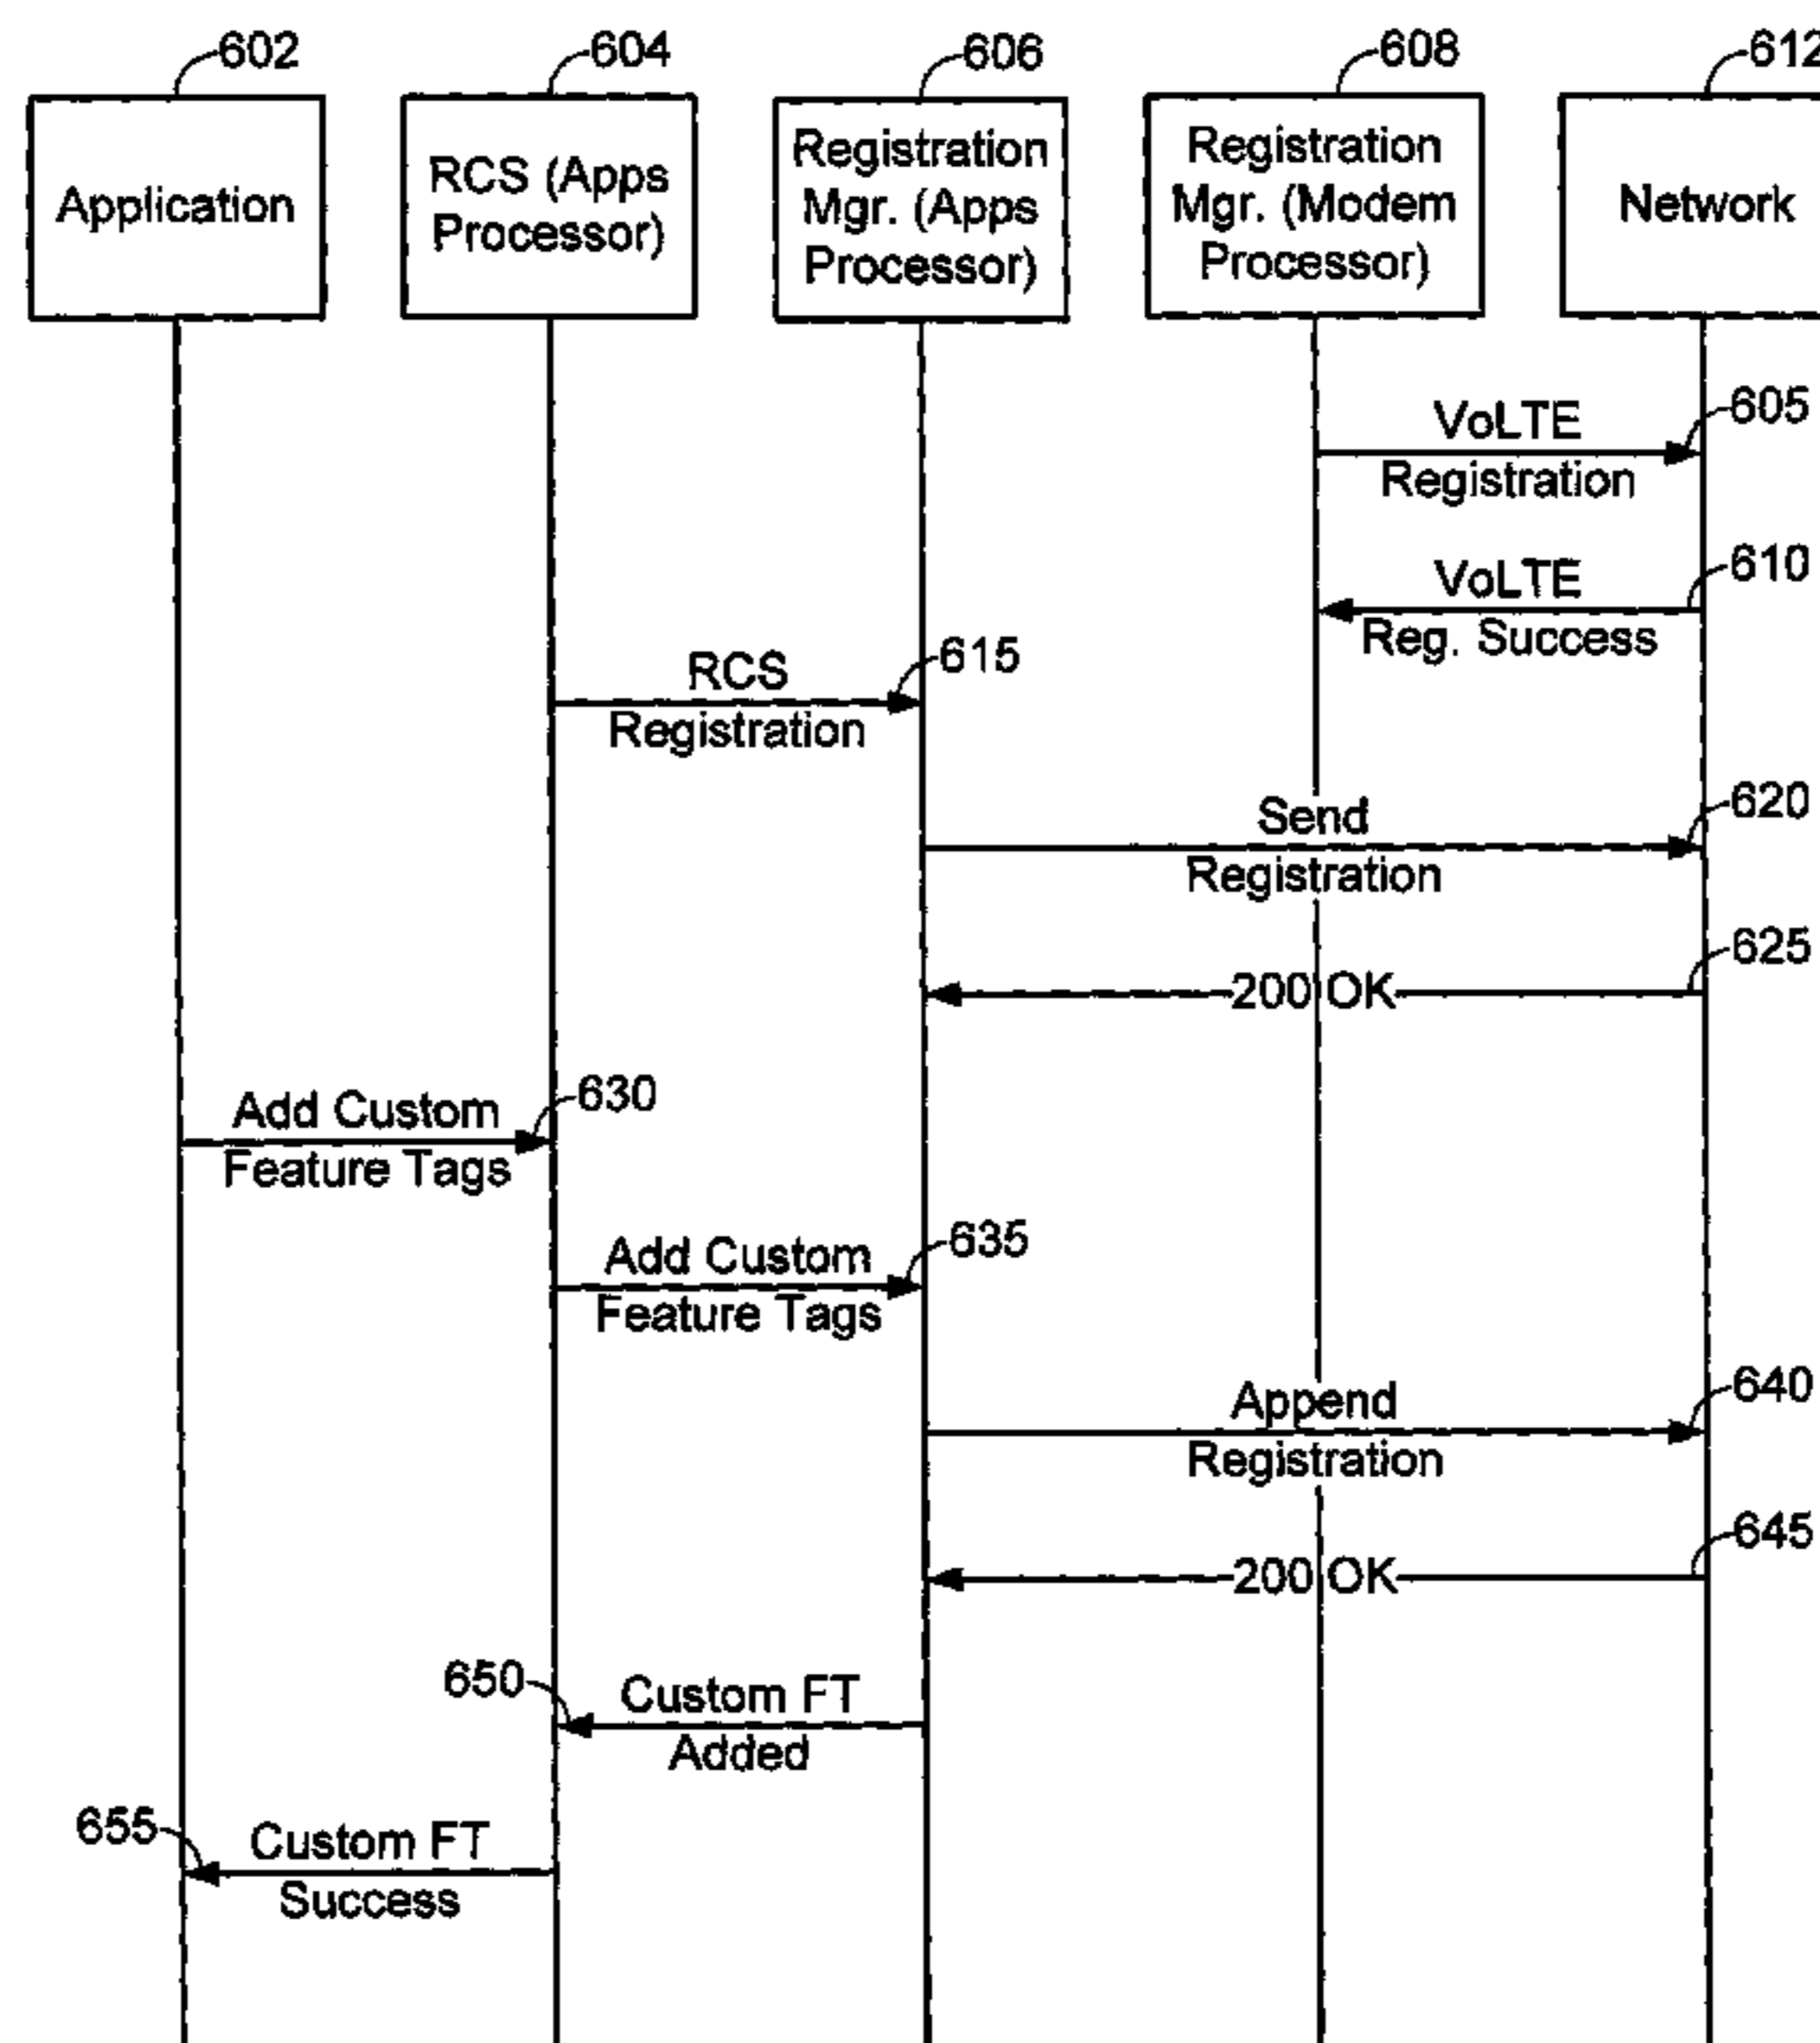 602
604
606
608
612
Application
RCS (Apps
Processor)
Registration
Mgr. (Apps
Processor)
Registration
Mgr. (Modem
Processor)
Network
605
VoLTE
Registration
610
VoLTE
Reg. Success
615
RCS
Registration
620
Send
Registration
625
200 OK
630
Add Custom
Feature Tags
635
Add Custom
Feature Tags
640
Append
Registration
645
200 OK
650
Custom FT
Added
655
Custom FT
Success